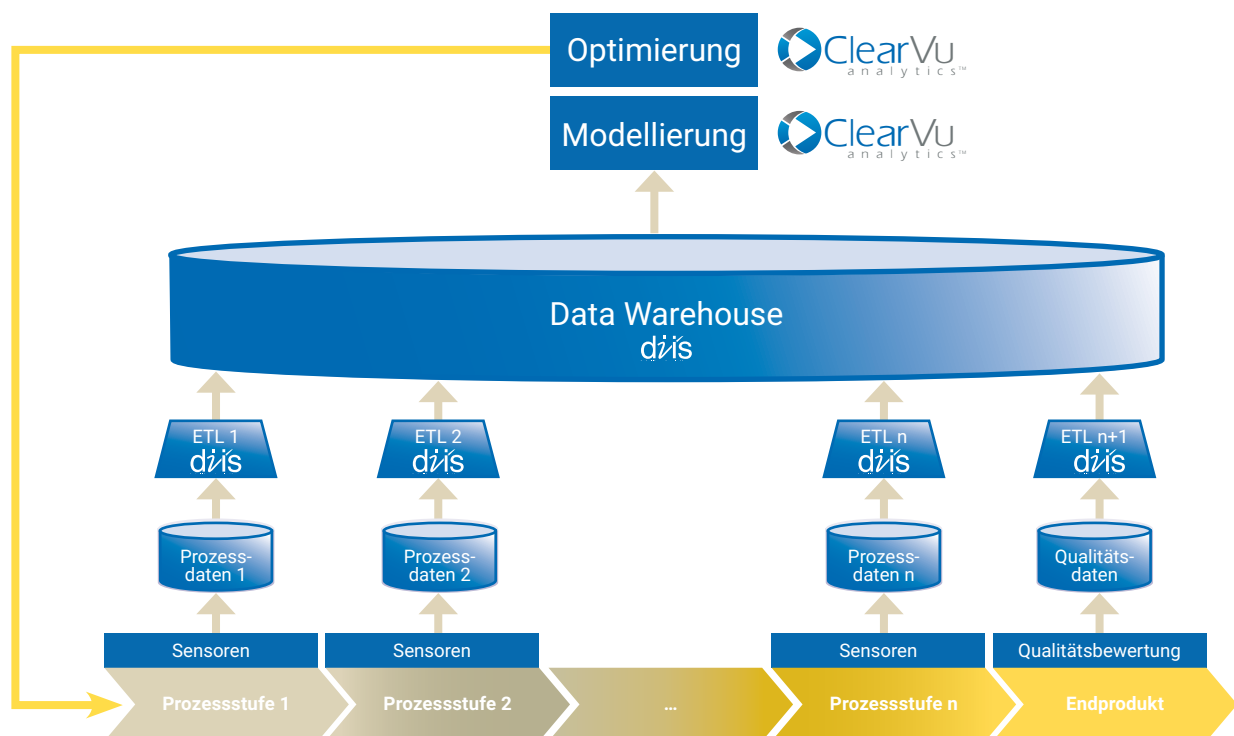 Optimierung
ClearVu
analytics™
Modellierung
ClearVu
analytics™
Data Warehouse
diis
ETL 1
diis
ETL 2
diis
ETL n
diis
ETL n+1
diis
Prozess-
daten 1
Prozess-
daten 2
Prozess-
daten n
Qualitäts-
daten
Sensoren
Sensoren
Sensoren
Qualitätsbewertung
Prozessstufe 1
Prozessstufe 2
...
Prozessstufe n
Endprodukt